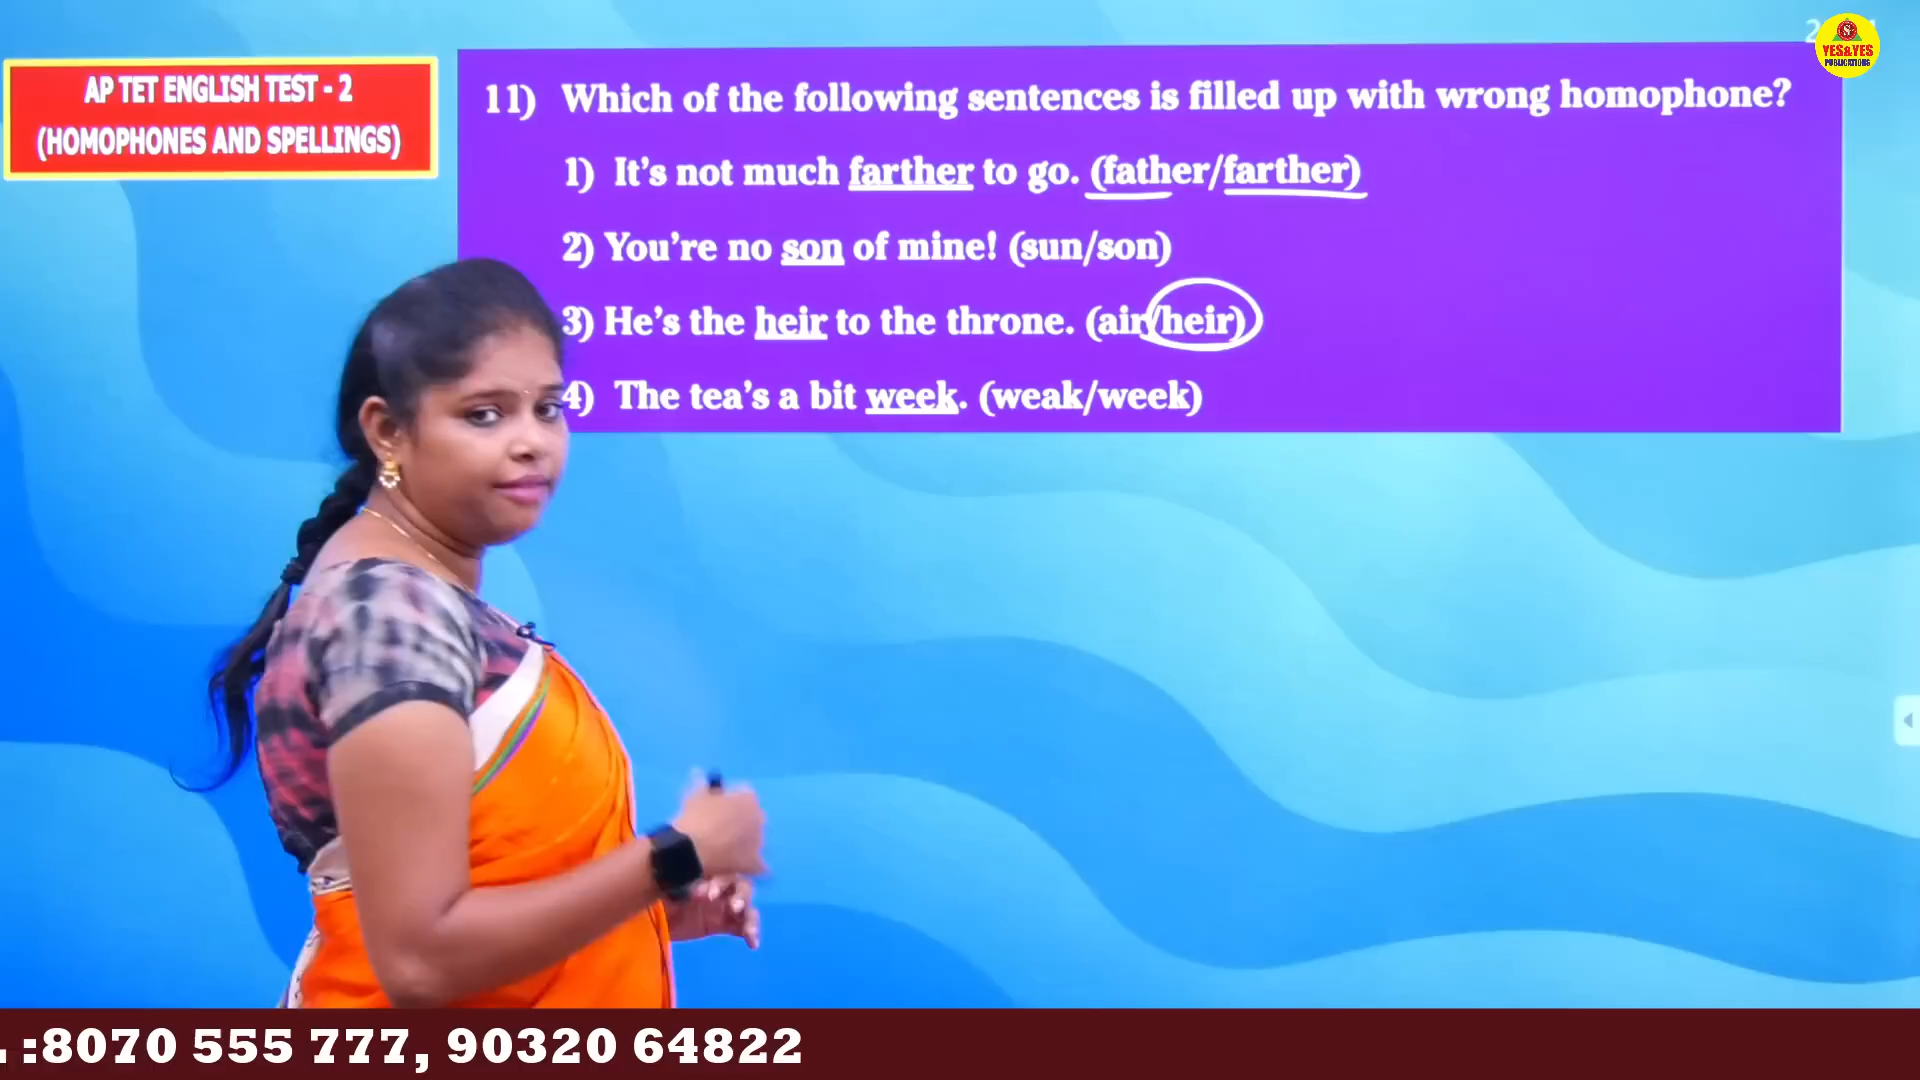 AP TET ENGLISH TEST - 2
(HOMOPHONES AND SPELLINGS)
11) Which of the following sentences is filled up with wrong homophone?
1) It's not much farther to go. (father/farther)
2) You're no son of mine! (sun/son)
3) He's the heir to the throne. (air/heir)
4) The tea's a bit week. (weak/week)
YES&YES
PUBLICATIONS
. :8070 555 777, 90320 64822